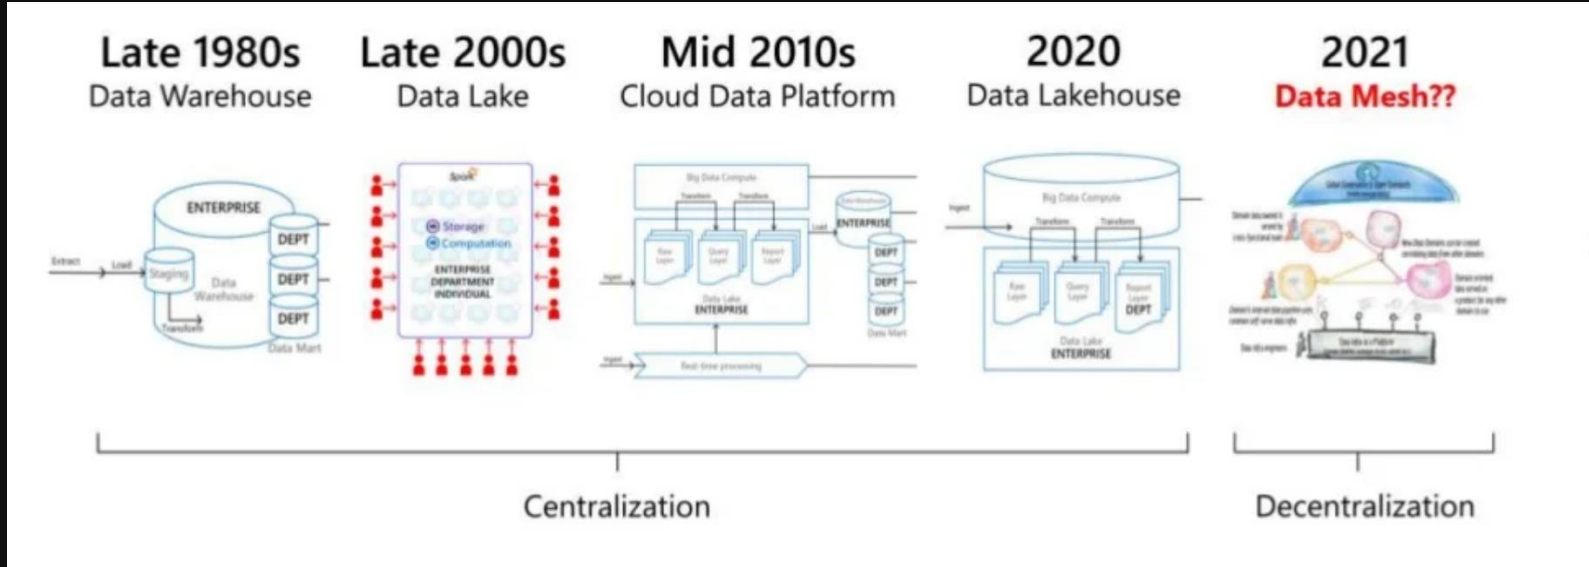 Late 1980s
Data Warehouse
Late 2000s
Data Lake
Mid 2010s
Cloud Data Platform
2020
Data Lakehouse
2021
Data Mesh??
Extract
Load
Staging
Transform
ENTERPRISE
Data
Warehouse
DEPT
DEPT
DEPT
Data Mart
Spark
Storage
Computation
ENTERPRISE
DEPARTMENT
INDIVIDUAL
Big Data Compute
Transform
Transform
Raw
Layer
Query
Layer
Report
Layer
Ingest
Data Lake
ENTERPRISE
Load
Data Warehouse
ENTERPRISE
DEPT
DEPT
DEPT
Data Mart
Ingest
Real-time processing
Ingest
Big Data Compute
Transform
Transform
Raw
Layer
Query
Layer
Report
Layer
DEPT
Data Lake
ENTERPRISE
Centralization
Decentralization